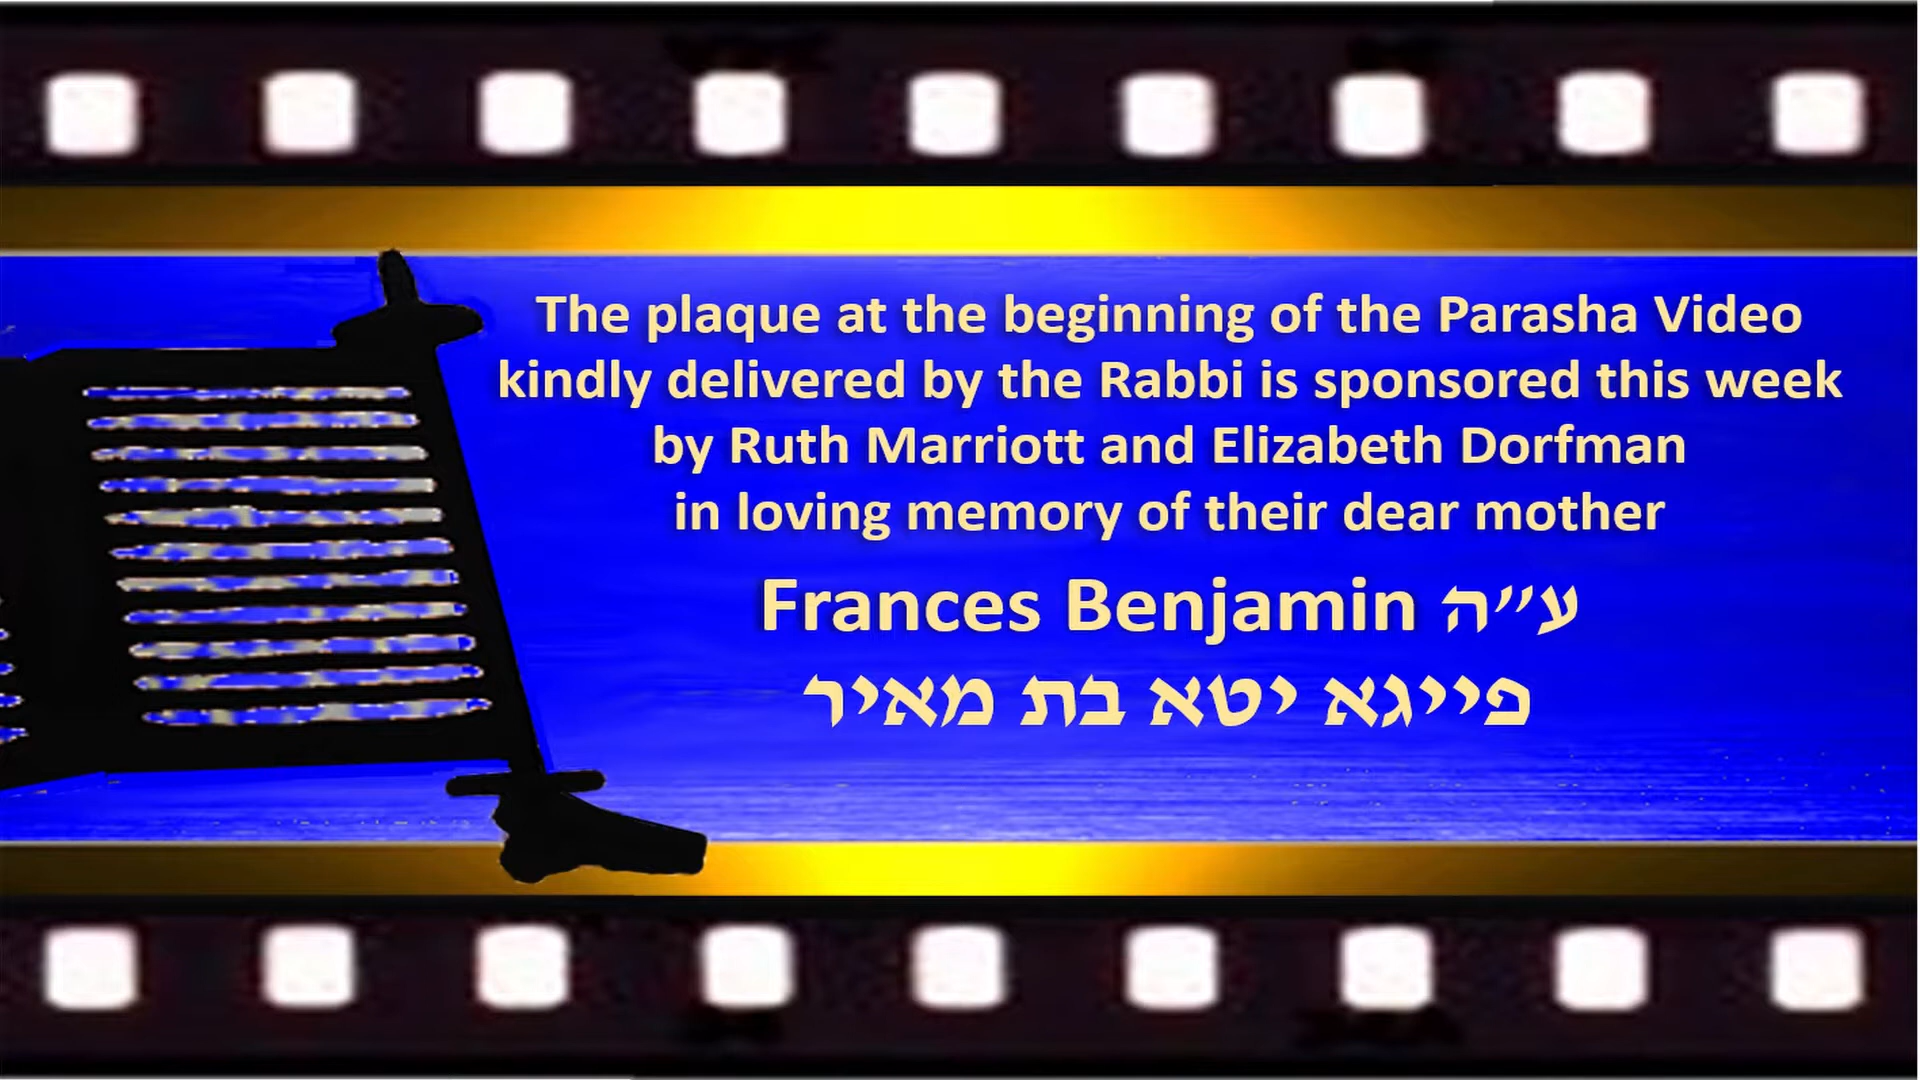 The plaque at the beginning of the Parasha Video
kindly delivered by the Rabbi is sponsored this week
by Ruth Marriott and Elizabeth Dorfman
in loving memory of their dear mother
Frances Benjamin ע״ה
פייגא יטא בת מאיר